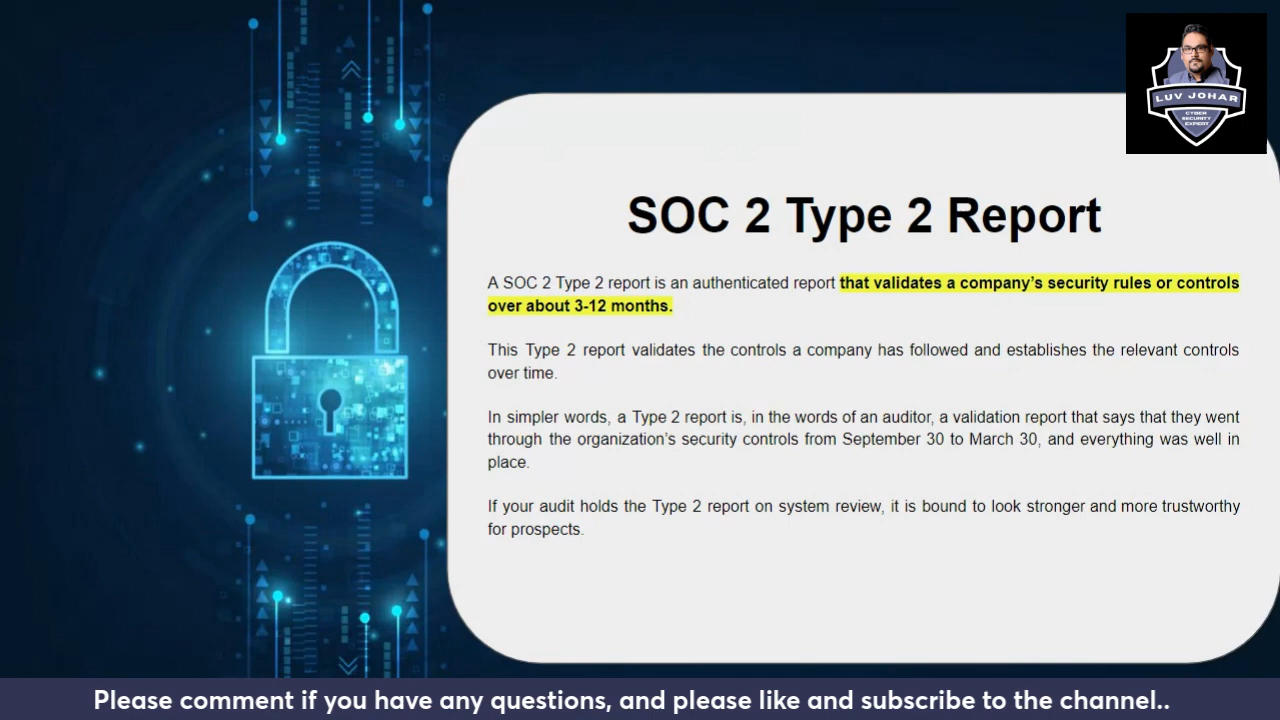 LUV JOHAR
CYBER
SECURITY
EXPERT
SOC 2 Type 2 Report
A SOC 2 Type 2 report is an authenticated report that validates a company's security rules or controls
over about 3-12 months.
This Type 2 report validates the controls a company has followed and establishes the relevant controls
over time.
In simpler words, a Type 2 report is, in the words of an auditor, a validation report that says that they went
through the organization's security controls from September 30 to March 30, and everything was well in
place.
If your audit holds the Type 2 report on system review, it is bound to look stronger and more trustworthy
for prospects.
Please comment if you have any questions, and please like and subscribe to the channel..